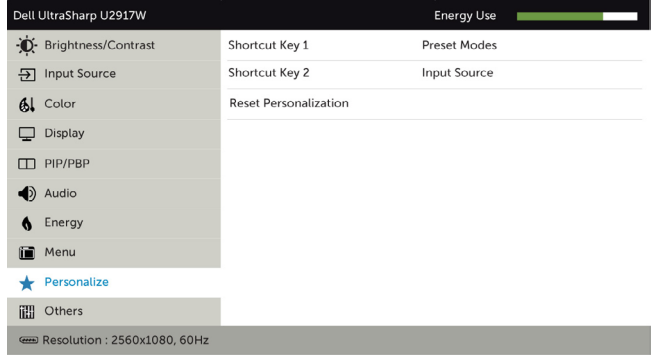 Dell UltraSharp U2917W Energy Use
Brightness/Contrast
Input Source
Color
Display
PIP/PBP
Audio
Energy
Menu
Personalize
Others
Shortcut Key 1 Preset Modes
Shortcut Key 2 Input Source
Reset Personalization
Resolution : 2560x1080, 60Hz